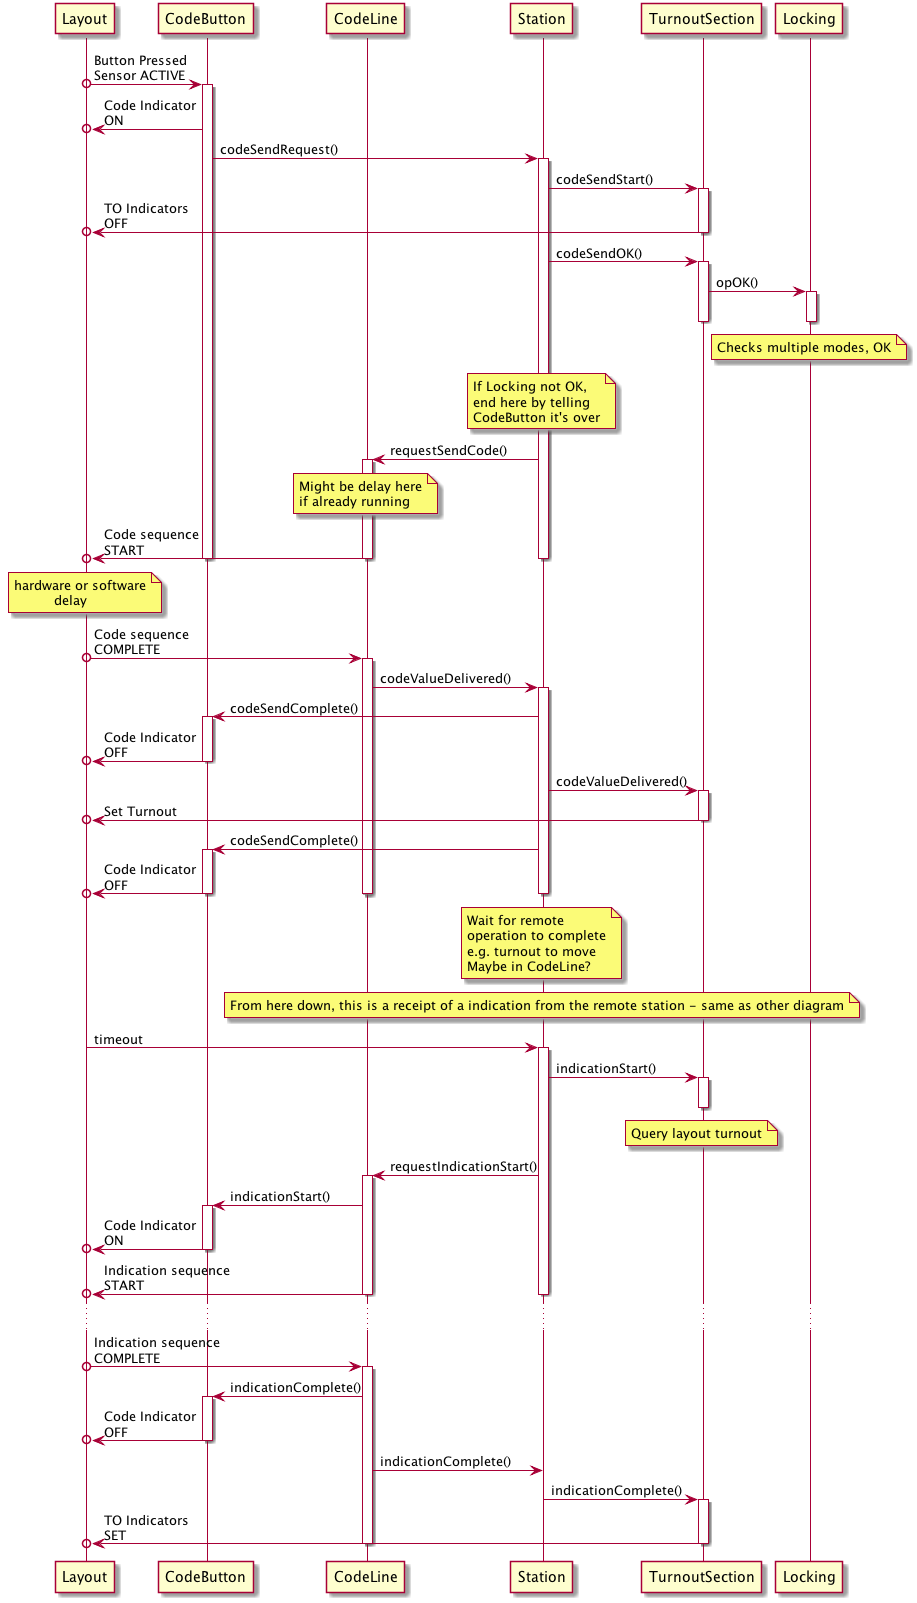 Layout
CodeButton
CodeLine
Station
TurnoutSection
Locking
Button Pressed
Sensor ACTIVE
Code Indicator
ON
codeSendRequest()
codeSendStart()
TO Indicators
OFF
codeSendOK()
opOK()
Checks multiple modes, OK
If Locking not OK,
end here by telling
CodeButton it's over
requestSendCode()
Might be delay here
if already running
Code sequence
START
hardware or software
delay
Code sequence
COMPLETE
codeValueDelivered()
codeSendComplete()
Code Indicator
OFF
codeValueDelivered()
Set Turnout
codeSendComplete()
Code Indicator
OFF
Wait for remote
operation to complete
e.g. turnout to move
Maybe in CodeLine?
From here down, this is a receipt of a indication from the remote station - same as other diagram
timeout
indicationStart()
Query layout turnout
requestIndicationStart()
indicationStart()
Code Indicator
ON
Indication sequence
START
Indication sequence
COMPLETE
indicationComplete()
Code Indicator
OFF
indicationComplete()
indicationComplete()
TO Indicators
SET
Layout
CodeButton
CodeLine
Station
TurnoutSection
Locking